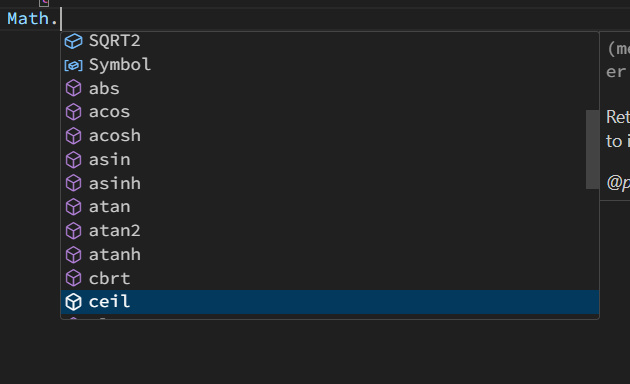 Math.
SQRT2
Symbol
abs
acos
acosh
asin
asinh
atan
atan2
atanh
cbrt
ceil
(me
er
Ret
to i
@p